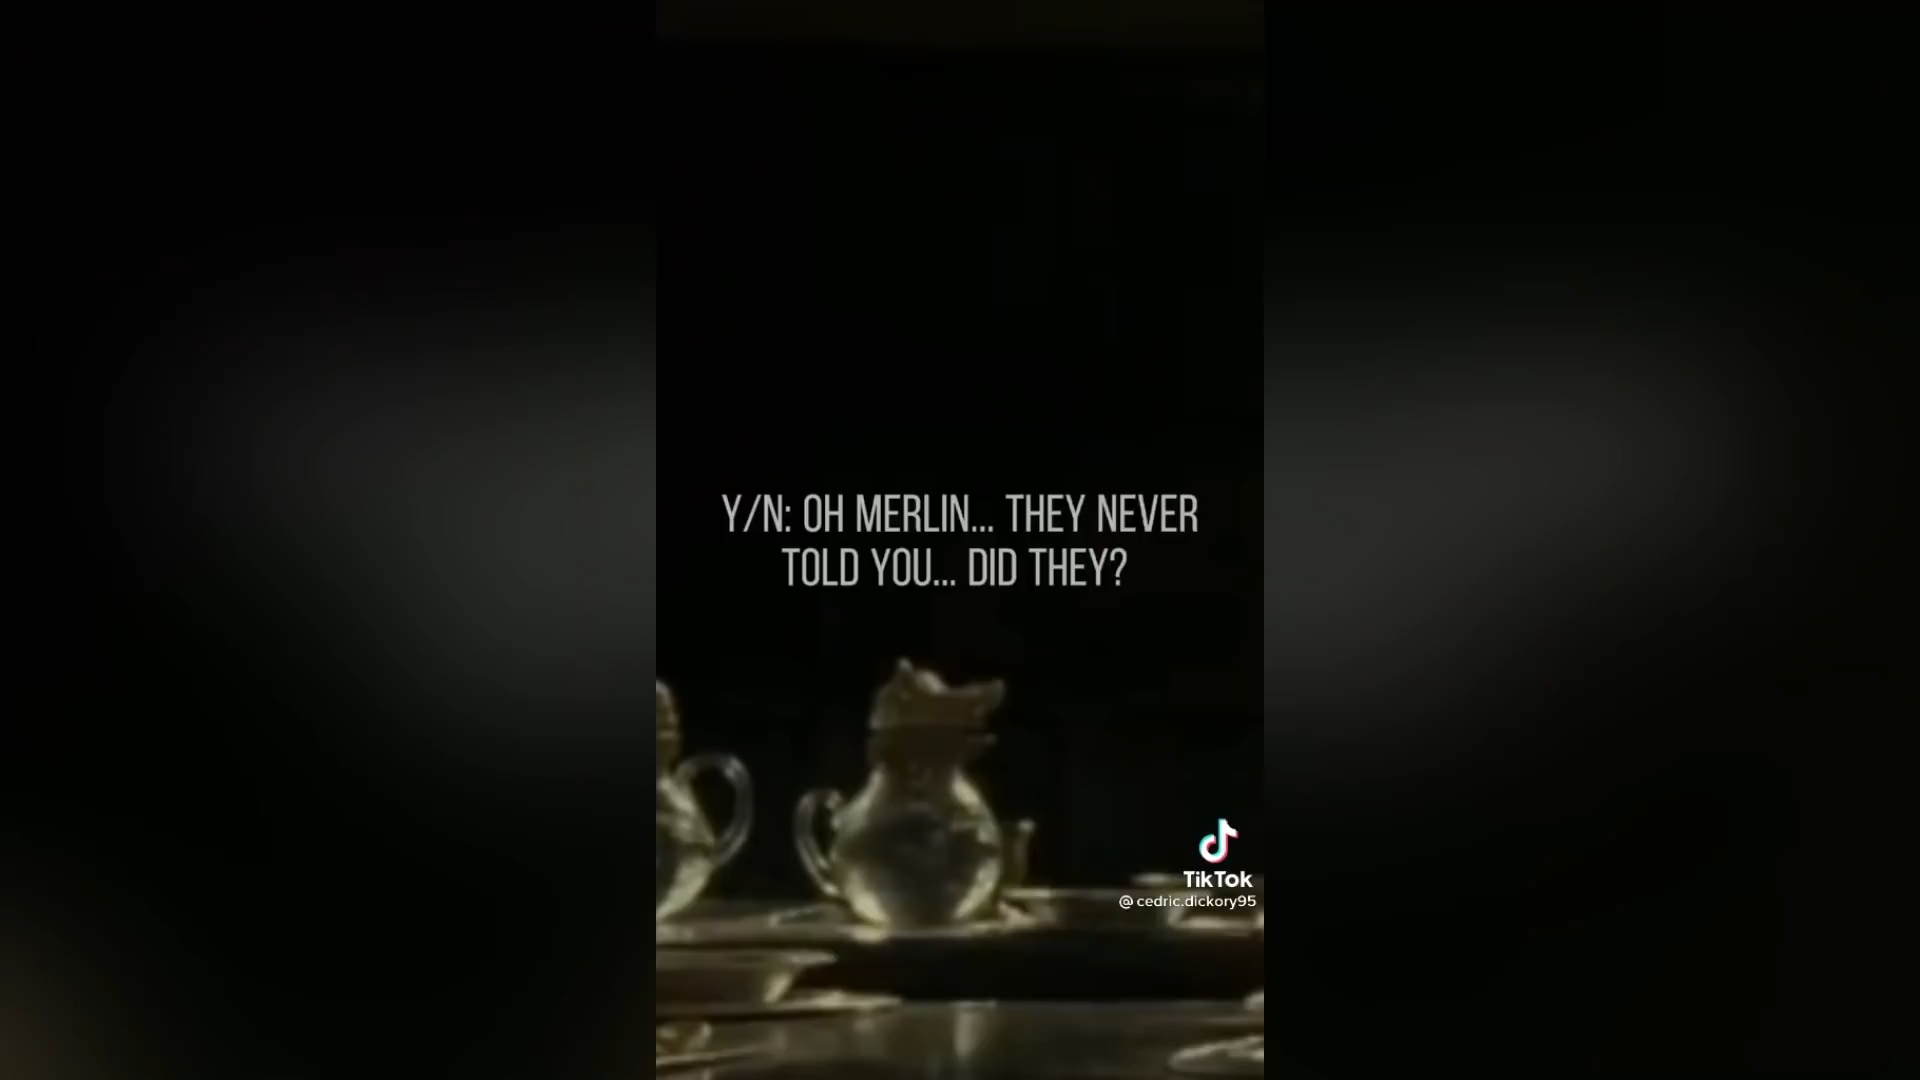 Y/N: OH MERLIN... THEY NEVER
TOLD YOU... DID THEY?
TikTok
@cedric.dickory95